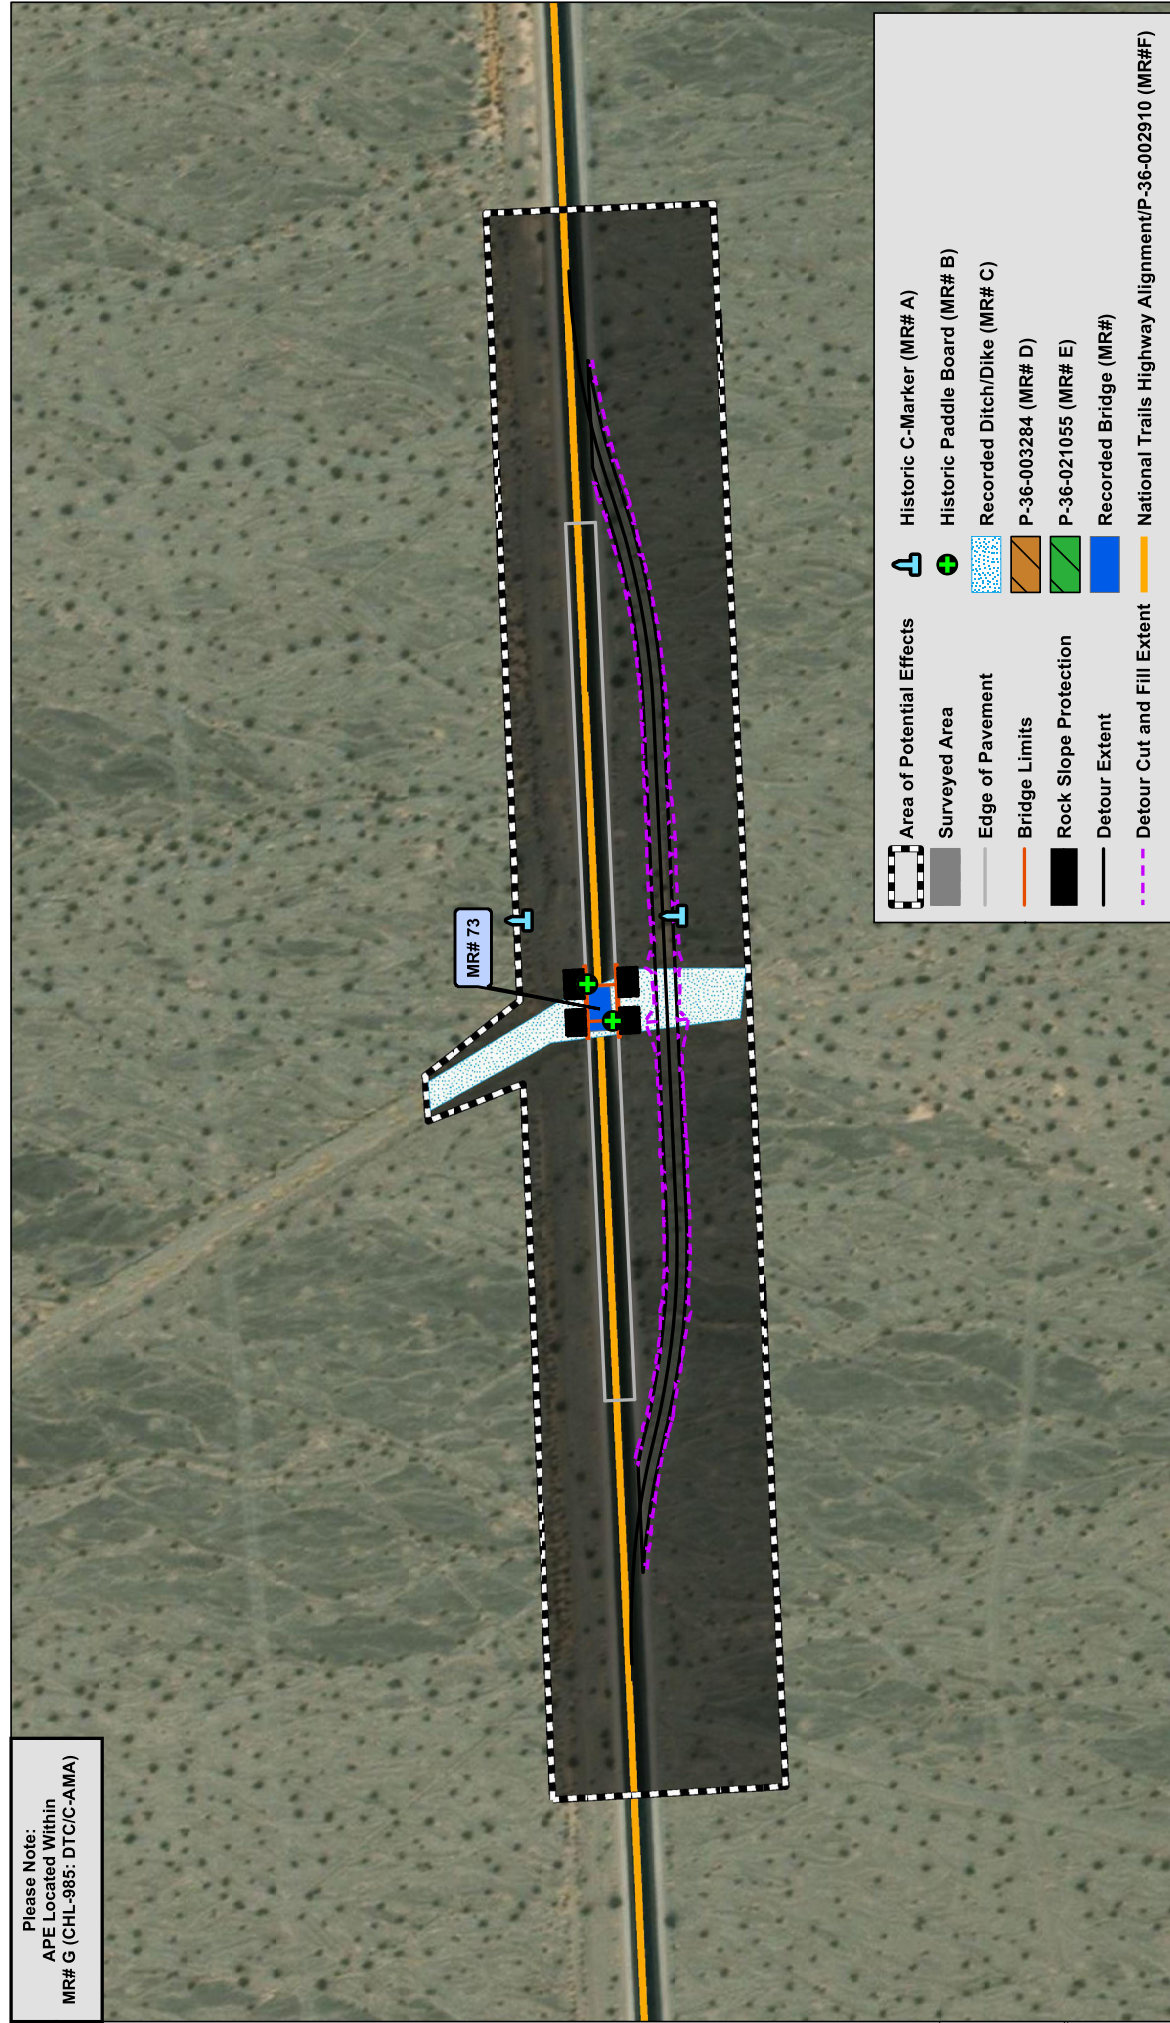 Please Note:
APE Located Within
MR# G (CHL-985: DTC/C-AMA)
MR# 73
Area of Potential Effects
Surveyed Area
Edge of Pavement
Bridge Limits
Rock Slope Protection
Detour Extent
Detour Cut and Fill Extent
Historic C-Marker (MR# A)
Historic Paddle Board (MR# B)
Recorded Ditch/Dike (MR# C)
P-36-003284 (MR# D)
P-36-021055 (MR# E)
Recorded Bridge (MR#)
National Trails Highway Alignment/P-36-002910 (MR#F)